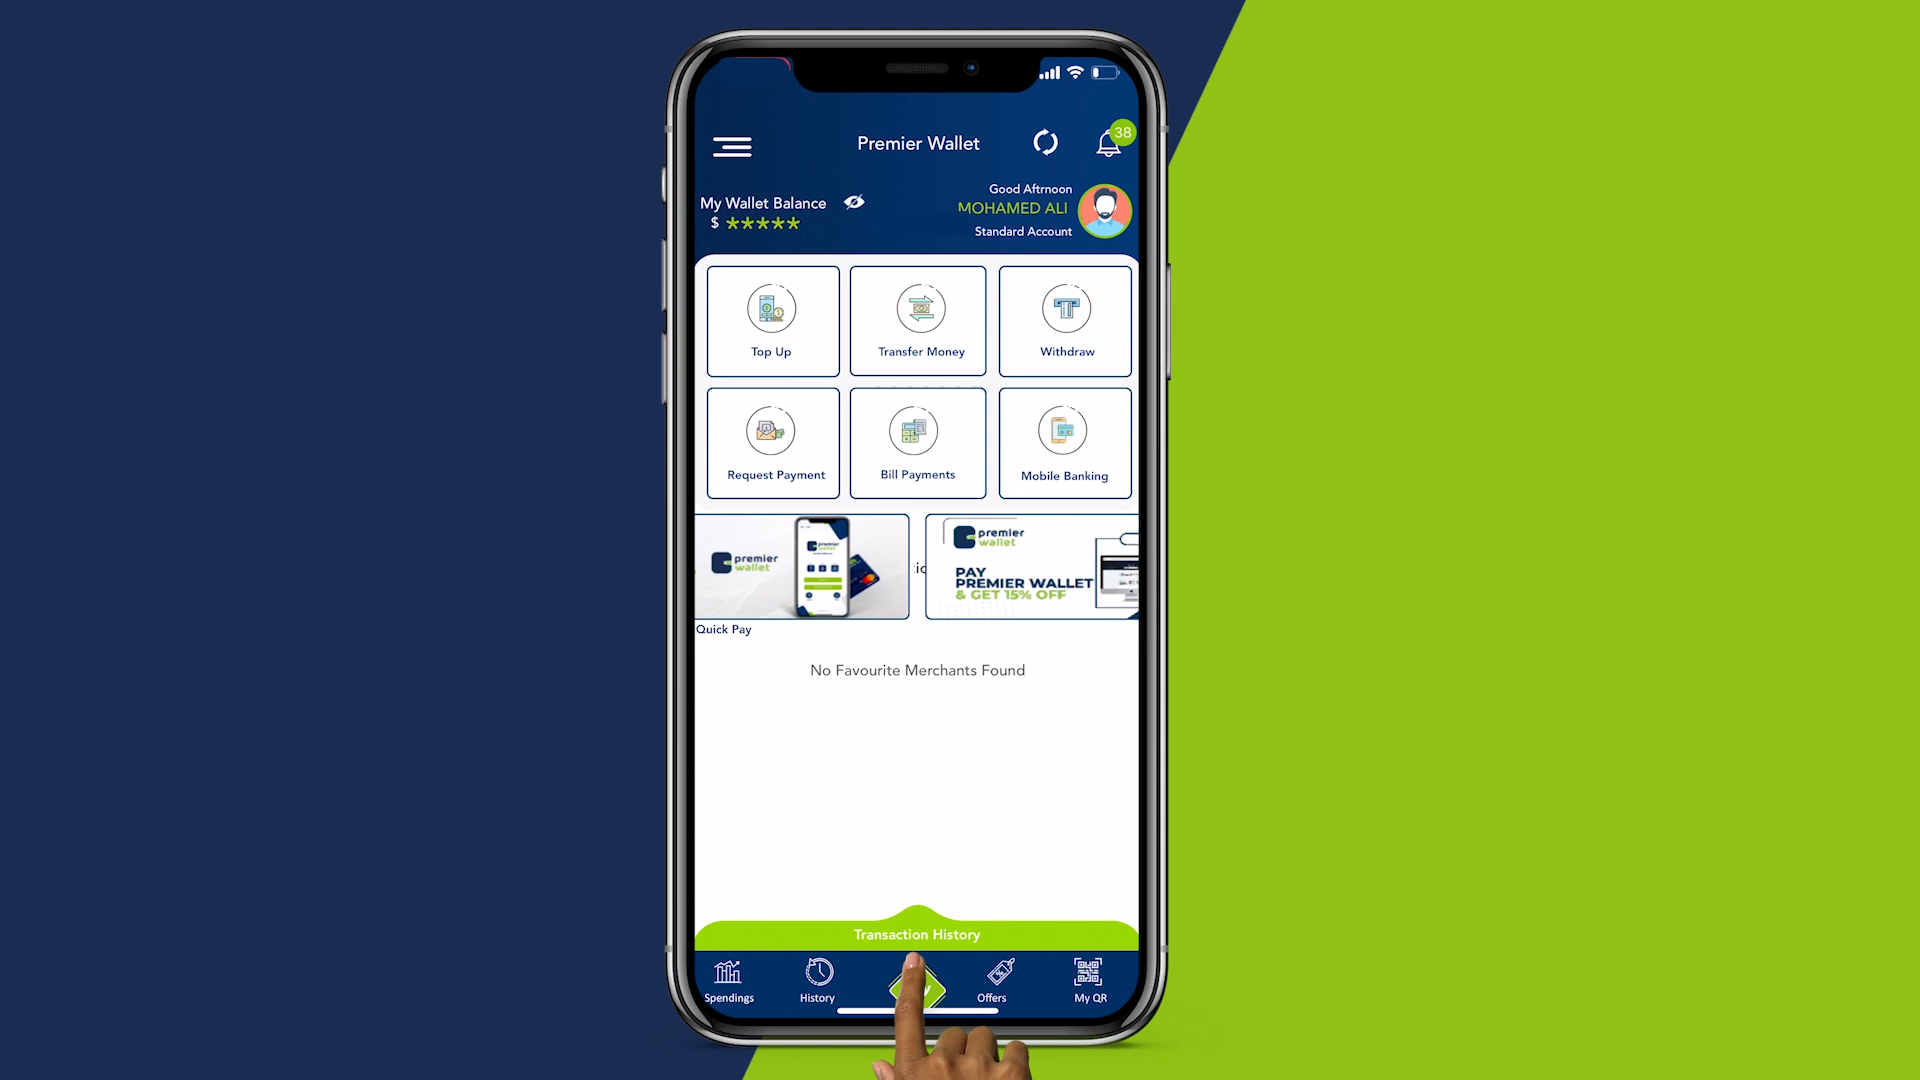 Premier Wallet
38
My Wallet Balance
$ *****
Good Aftrnoon
MOHAMED ALI
Standard Account
Top Up
Transfer Money
Withdraw
Request Payment
Bill Payments
Mobile Banking
premier
wallet
premier
wallet
PAY
PREMIER WALLET
& GET 15% OFF
Quick Pay
No Favourite Merchants Found
Transaction History
Spendings
History
Offers
My QR